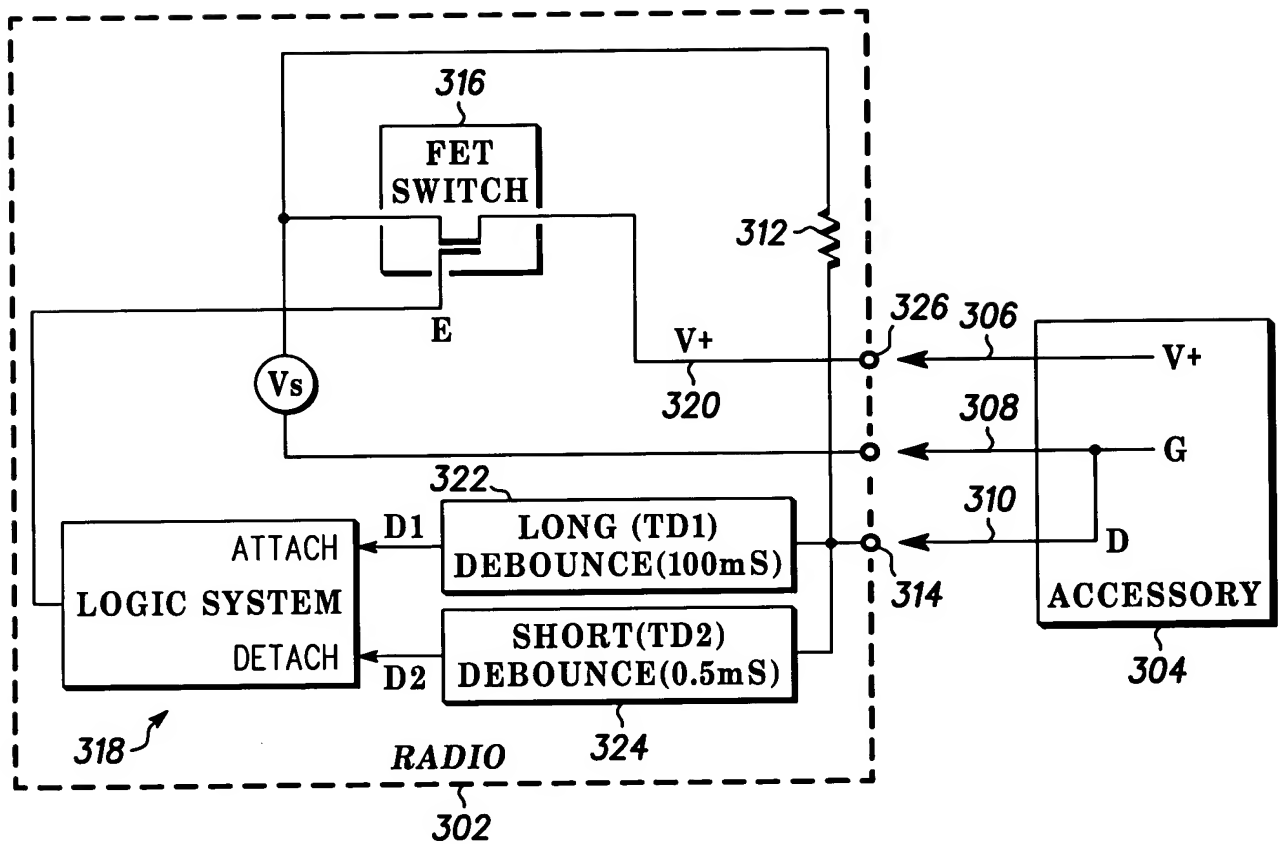 316
FET
SWITCH
312
E
326
306
V+
V+
320
Vs
308
G
322
310
D1
LONG (TD1)
DEBOUNCE(100mS)
D
314
ATTACH
LOGIC SYSTEM
DETACH
ACCESSORY
SHORT(TD2)
DEBOUNCE(0.5mS)
D2
304
318
324
RADIO
302